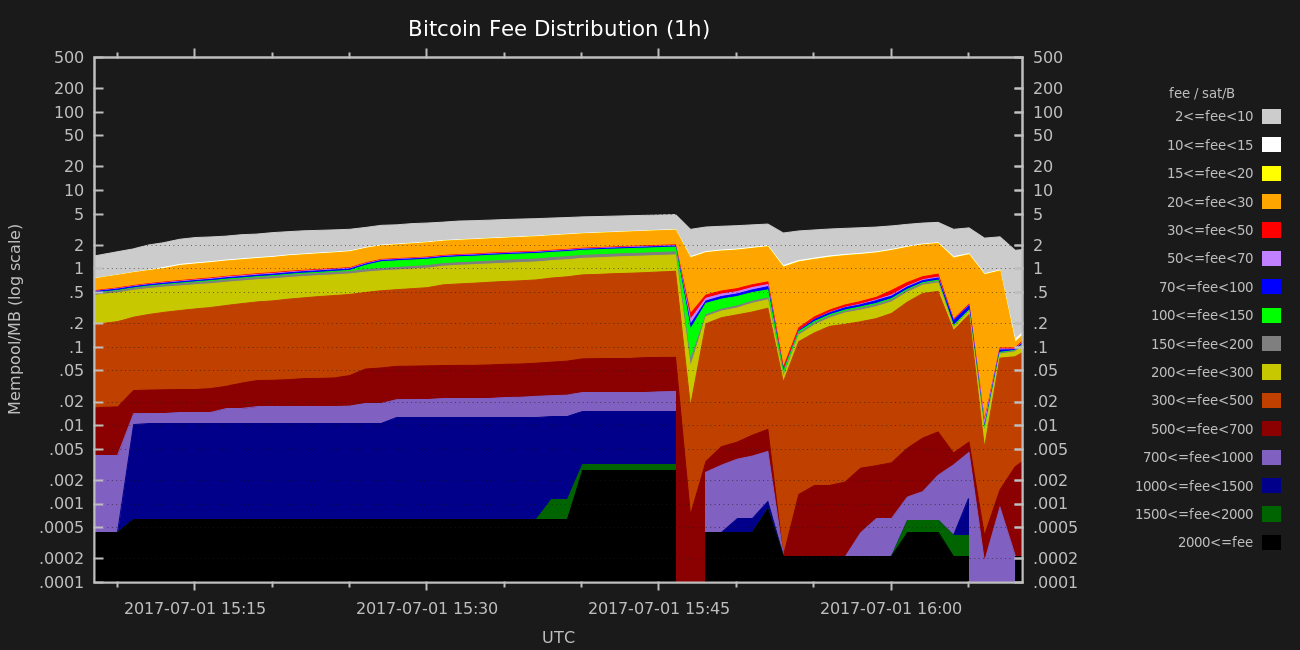 Bitcoin Fee Distribution (1h)
Mempool/MB (log scale)
500
200
100
50
20
10
5
2
1
.5
.2
.1
.05
.02
.01
.005
.002
.001
.0005
.0002
.0001
500
200
100
50
20
10
5
2
1
.5
.2
.1
.05
.02
.01
.005
.002
.001
.0005
.0002
.0001
2017-07-01 15:15
2017-07-01 15:30
2017-07-01 15:45
2017-07-01 16:00
UTC
fee / sat/B
2<=fee<10
10<=fee<15
15<=fee<20
20<=fee<30
30<=fee<50
50<=fee<70
70<=fee<100
100<=fee<150
150<=fee<200
200<=fee<300
300<=fee<500
500<=fee<700
700<=fee<1000
1000<=fee<1500
1500<=fee<2000
2000<=fee